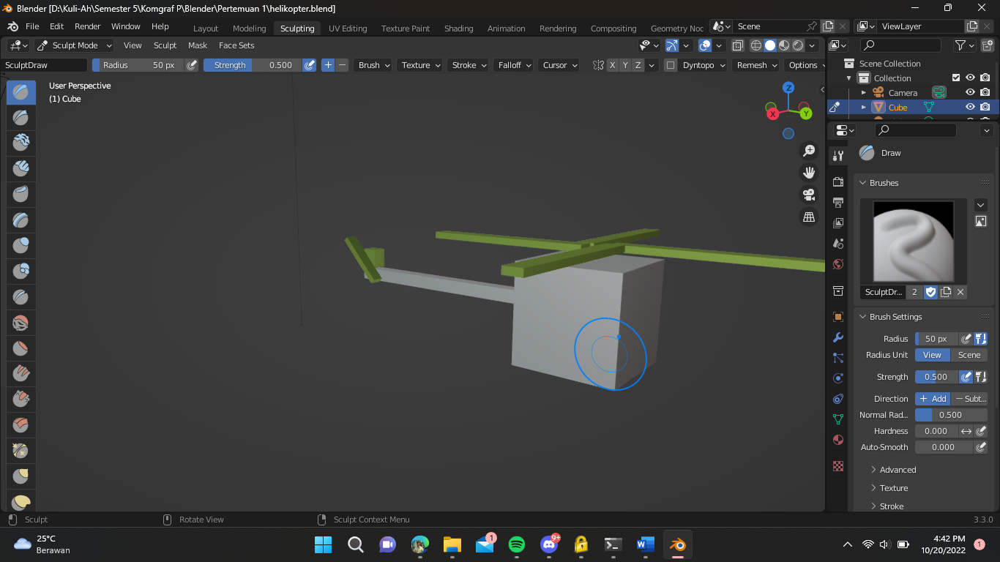 Blender [D:\Kuli-Ah\Semester 5\Komgraf P\Blender\Pertemuan 1\helikopter.blend]
File Edit Render Window Help Layout Modeling Sculpting UV Editing Texture Paint Shading Animation Rendering Compositing Geometry Noc Scene ViewLayer
Sculpt Mode View Sculpt Mask Face Sets
SculptDraw Radius 50 px Strength 0.500 Brush Texture Stroke Falloff Cursor X Y Z Dyntopo Remesh Options
User Perspective
(1) Cube
Z
X
Y
Scene Collection
Collection
Camera
Cube
Draw
Brushes
SculptDr... 2
Brush Settings
Radius 50 px
Radius Unit View Scene
Strength 0.500
Direction + Add − Subt...
Normal Rad... 0.500
Hardness 0.000
Auto-Smooth 0.000
Advanced
Texture
Stroke
Sculpt Rotate View Sculpt Context Menu 3.3.0
25°C
Berawan
1
9+
4:42 PM
10/20/2022
1